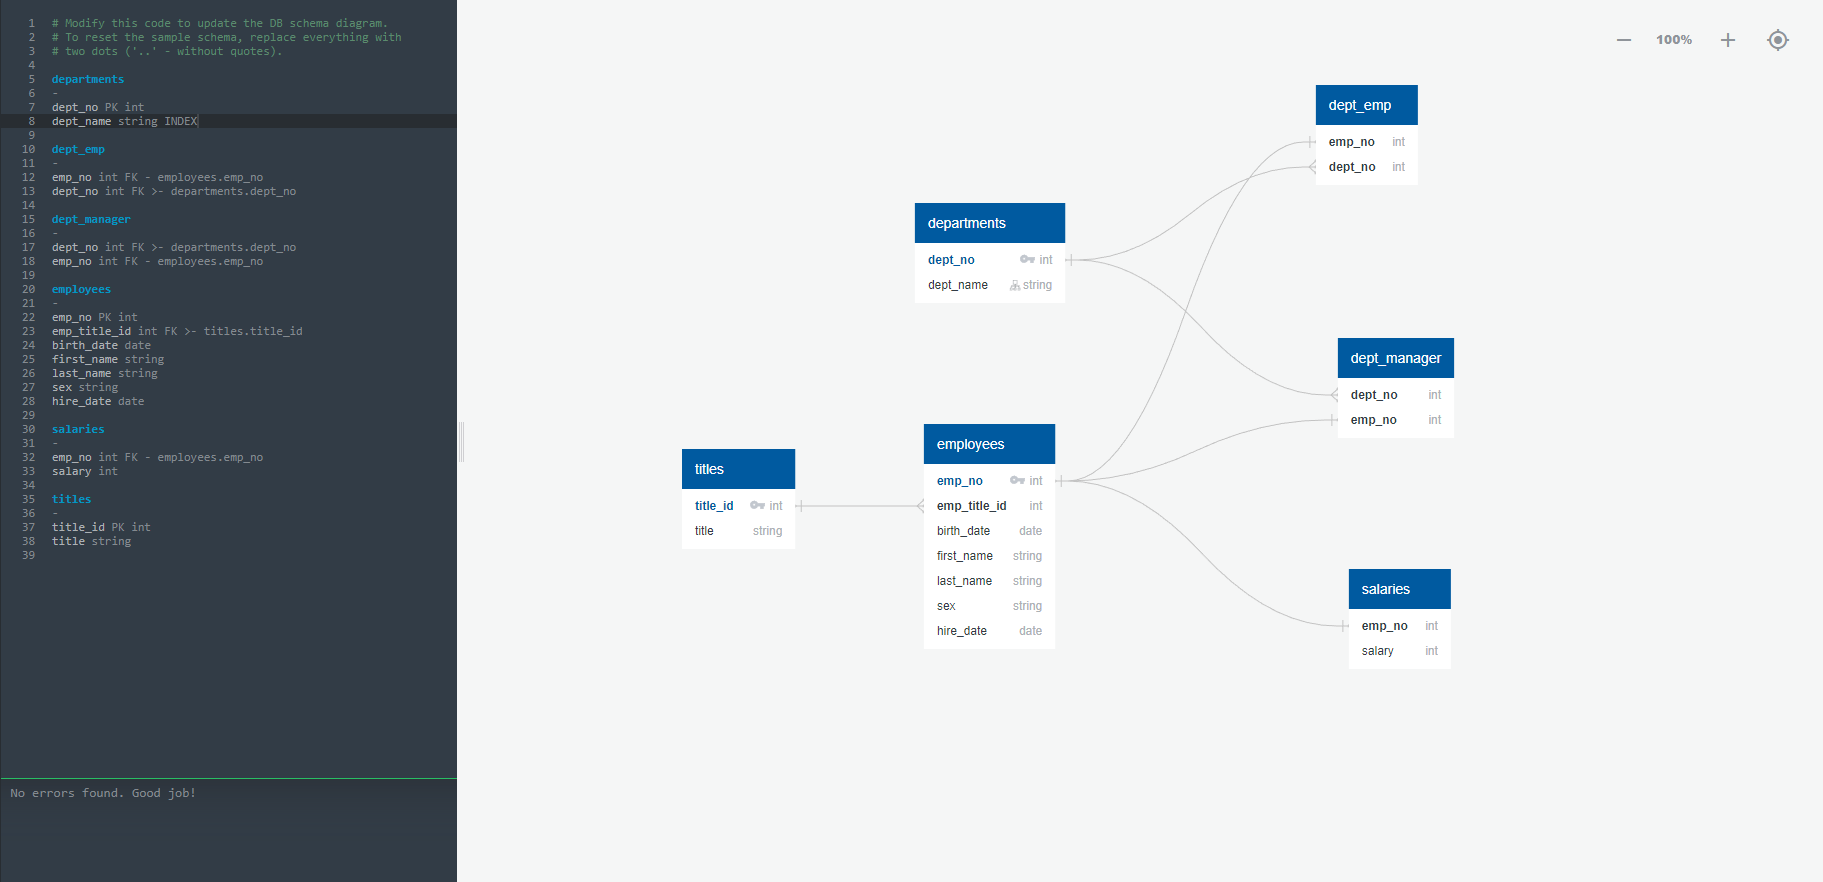 1 # Modify this code to update the DB schema diagram.
2 # To reset the sample schema, replace everything with
3 # two dots ('..' - without quotes).
4
5 departments
6 -
7 dept_no PK int
8 dept_name string INDEX
9
10 dept_emp
11 -
12 emp_no int FK - employees.emp_no
13 dept_no int FK >- departments.dept_no
14
15 dept_manager
16 -
17 dept_no int FK >- departments.dept_no
18 emp_no int FK - employees.emp_no
19
20 employees
21 -
22 emp_no PK int
23 emp_title_id int FK >- titles.title_id
24 birth_date date
25 first_name string
26 last_name string
27 sex string
28 hire_date date
29
30 salaries
31 -
32 emp_no int FK - employees.emp_no
33 salary int
34
35 titles
36 -
37 title_id PK int
38 title string
39
No errors found. Good job!
100%
dept_emp
emp_no int
dept_no int
departments
dept_no int
dept_name string
dept_manager
dept_no int
emp_no int
employees
emp_no int
emp_title_id int
birth_date date
first_name string
last_name string
sex string
hire_date date
titles
title_id int
title string
salaries
emp_no int
salary int